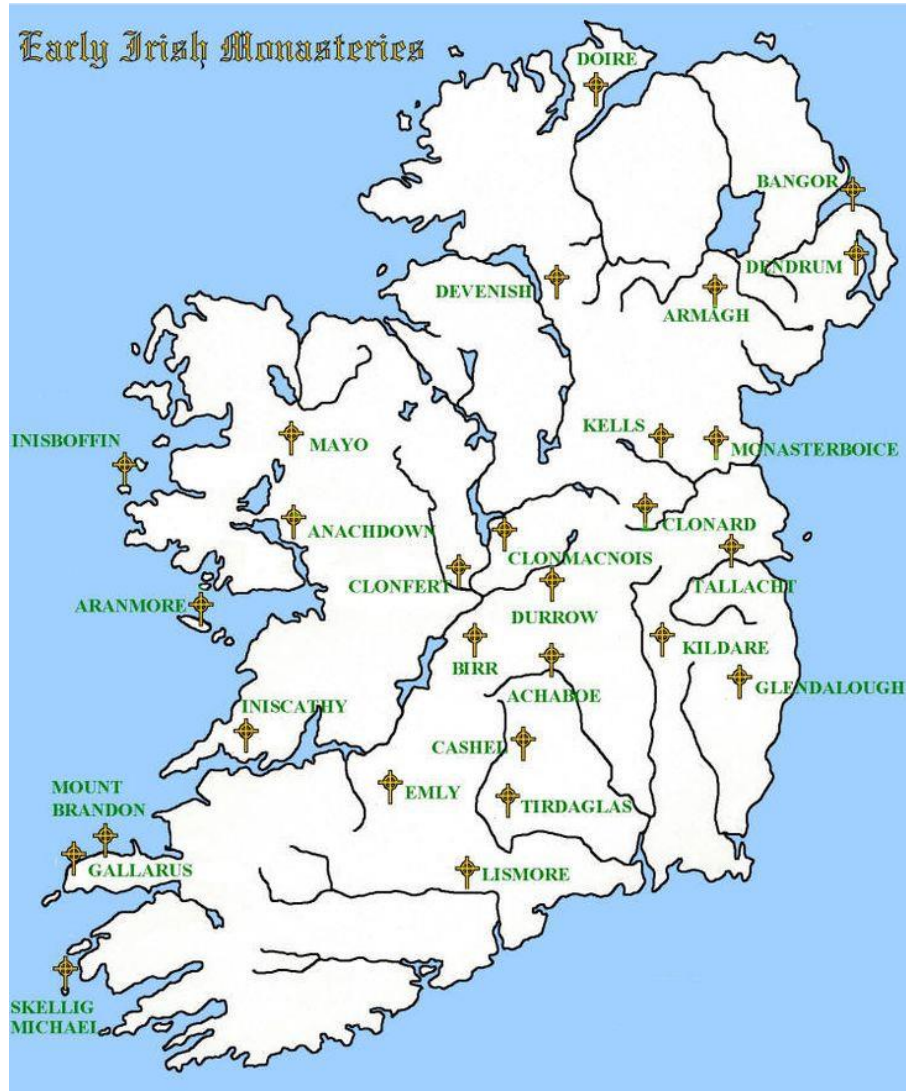 Early Irish Monasteries
DOIRE
BANGOR
DENDRUM
DEVENISH
ARMAGH
KELLS
MONASTERBOICE
INISBOFFIN
MAYO
ANACHDOWN
CLONARD
CLONMACNOIS
TALLACHT
CLONFERT
ARANMORE
DURROW
KILDARE
BIRR
ACHABOE
GLENDALOUGH
INISCATHY
CASHEL
EMLY
TIRDAGLAS
MOUNT
BRANDON
GALLARUS
LISMORE
SKELLIG
MICHAEL